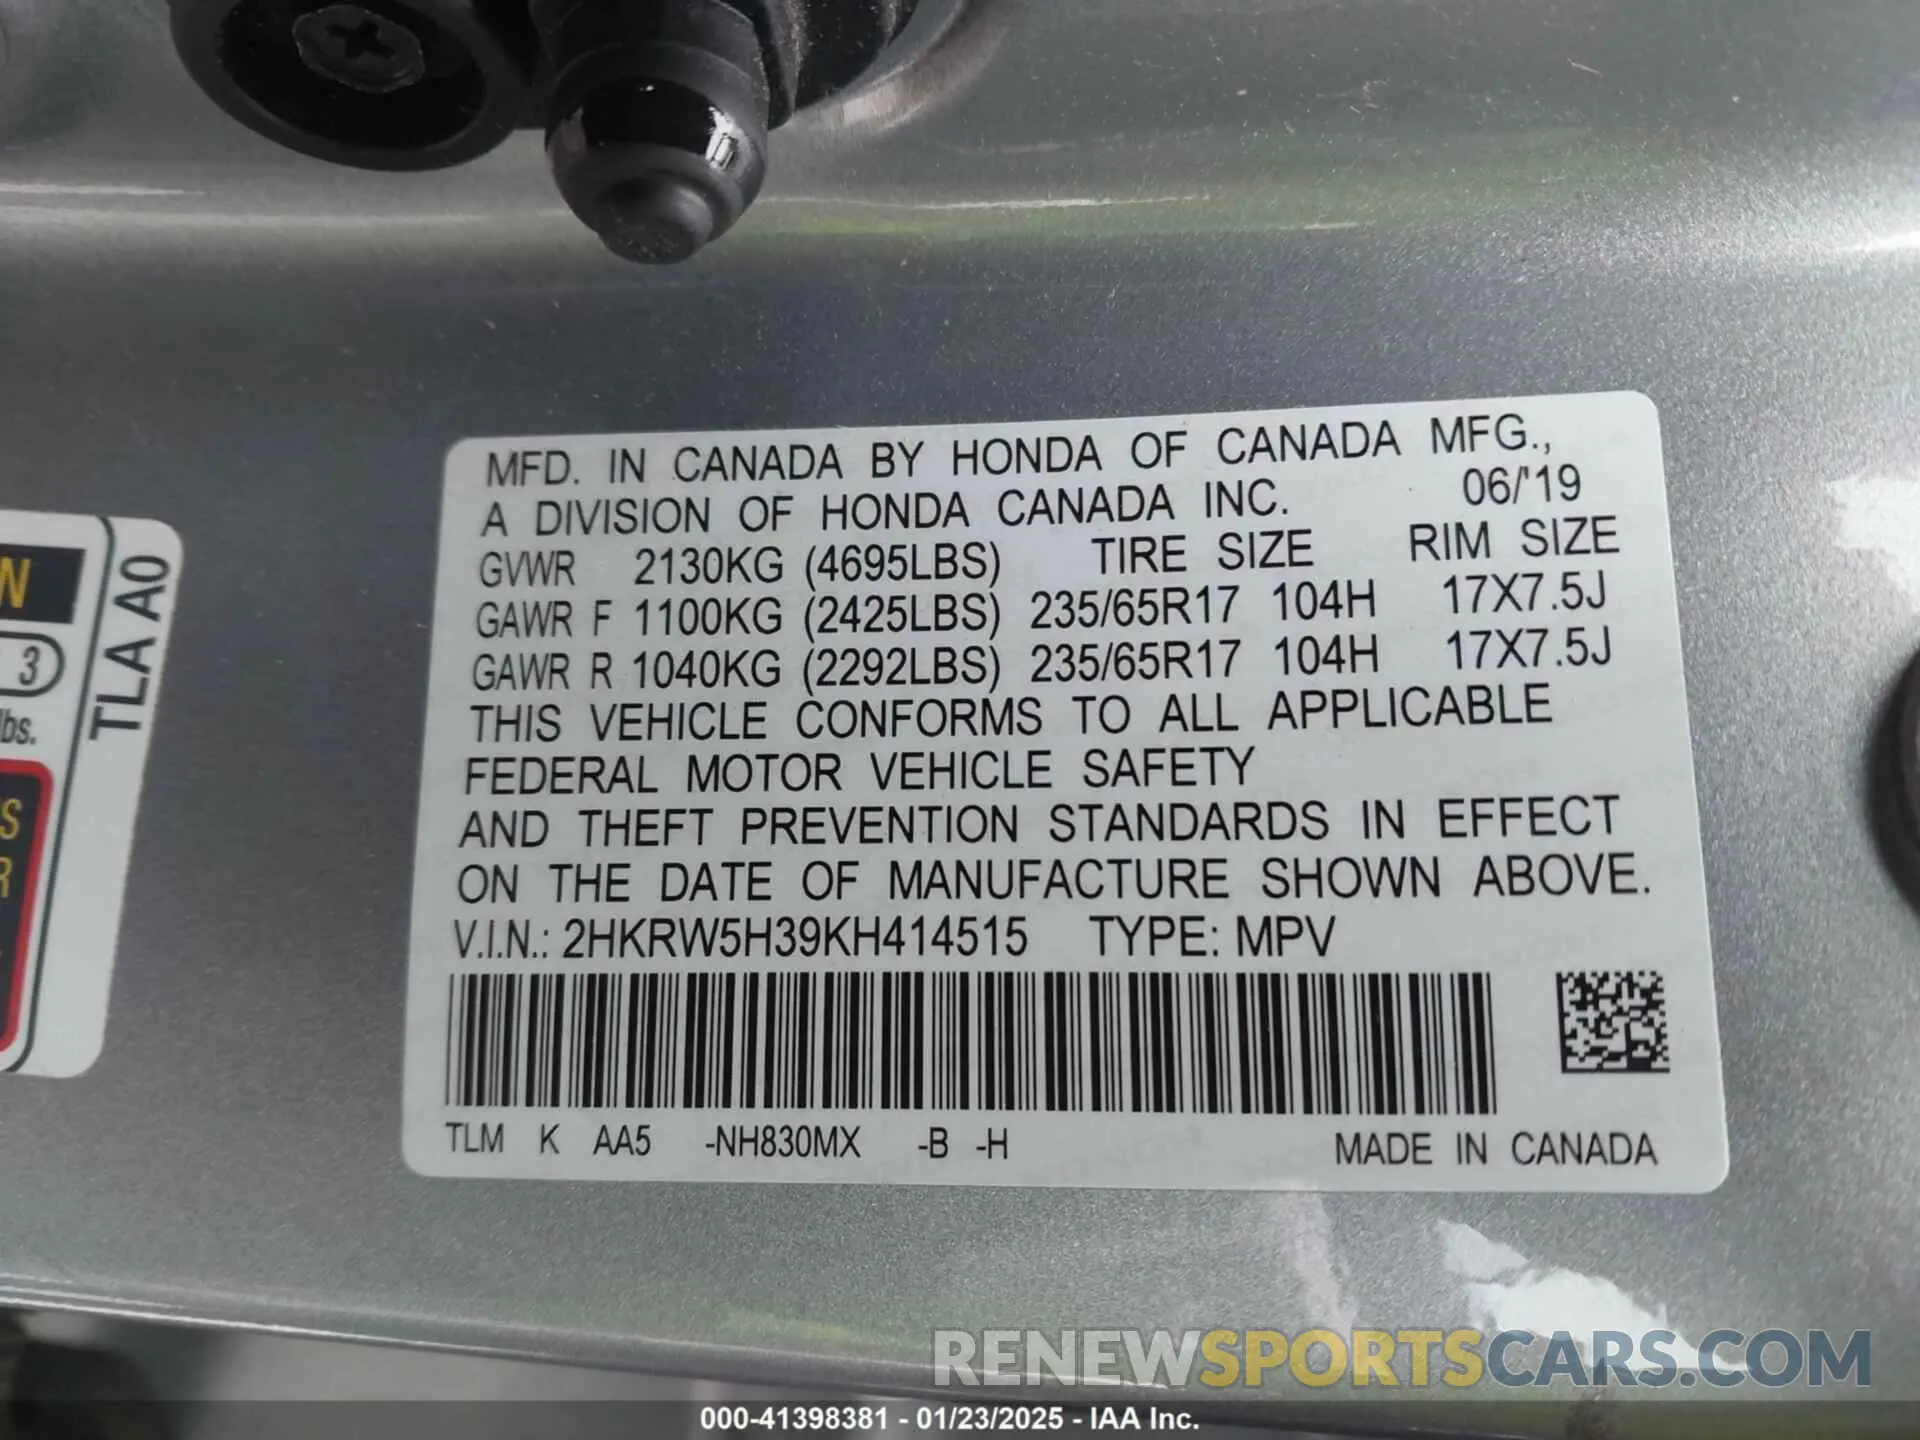 MFD. IN CANADA BY HONDA OF CANADA MFG.,
A DIVISION OF HONDA CANADA INC. 06/'19
GVWR 2130KG (4695LBS) TIRE SIZE RIM SIZE
GAWR F 1100KG (2425LBS) 235/65R17 104H 17X7.5J
GAWR R 1040KG (2292LBS) 235/65R17 104H 17X7.5J
THIS VEHICLE CONFORMS TO ALL APPLICABLE
FEDERAL MOTOR VEHICLE SAFETY
AND THEFT PREVENTION STANDARDS IN EFFECT
ON THE DATE OF MANUFACTURE SHOWN ABOVE.
V.I.N.: 2HKRW5H39KH414515 TYPE: MPV
TLM K AA5 -NH830MX -B -H MADE IN CANADA
N
3
lbs.
S
R
TLA A0
RENEWSPORTSCARS.COM
000-41398381 - 01/23/2025 - IAA Inc.